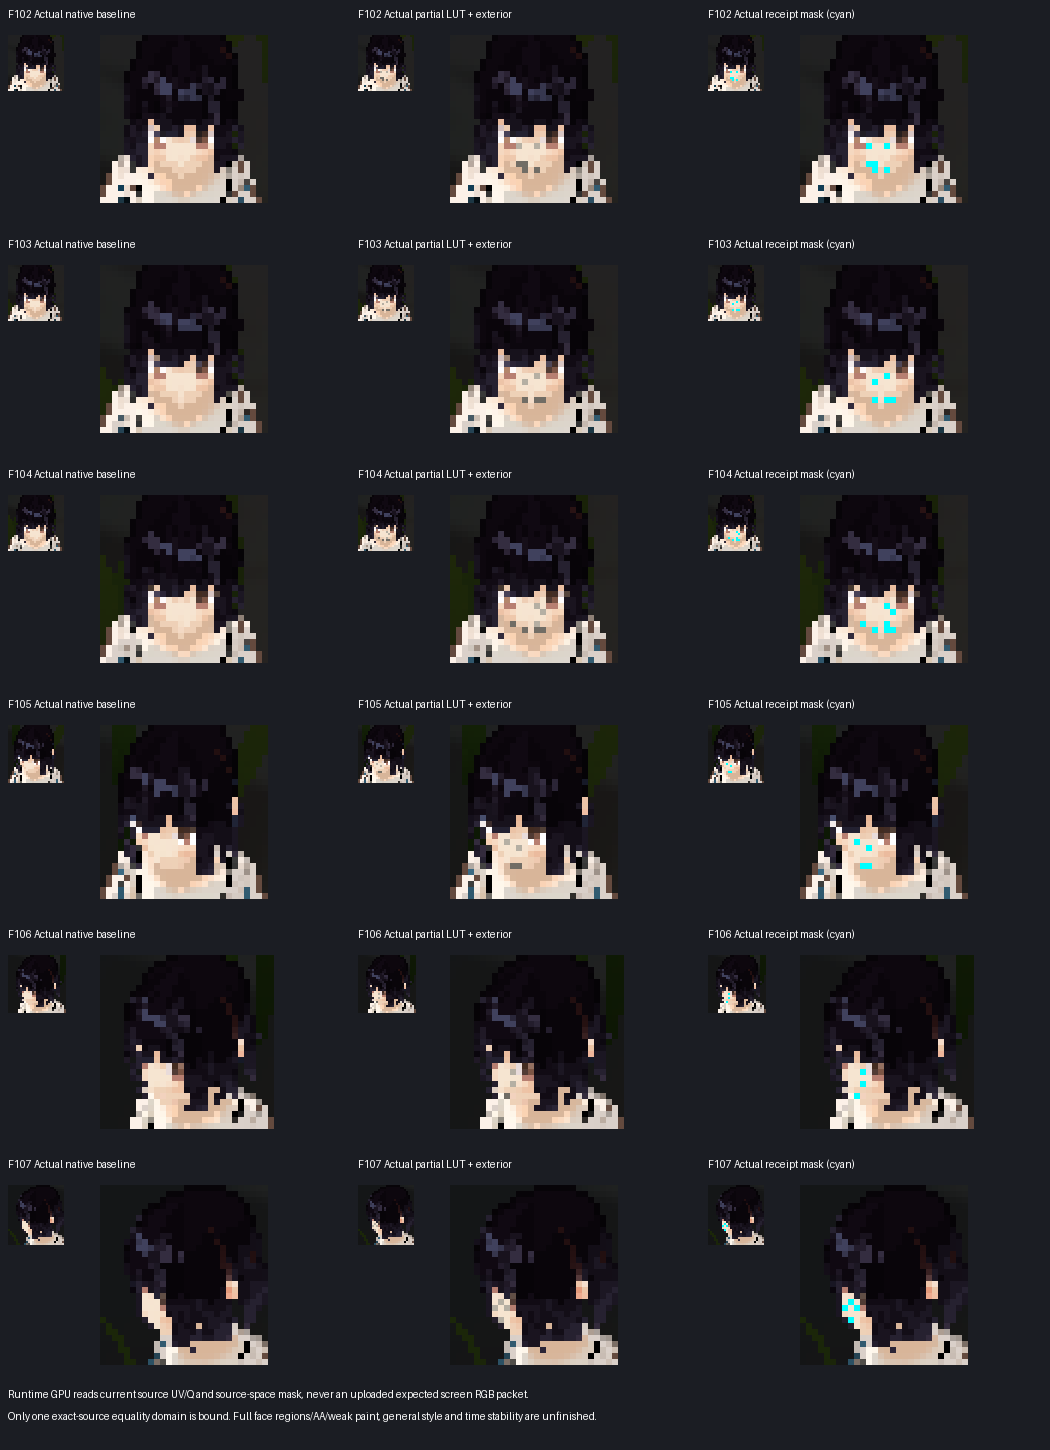 F102 Actual native baseline
F102 Actual partial LUT + exterior
F102 Actual receipt mask (cyan)
F103 Actual native baseline
F103 Actual partial LUT + exterior
F103 Actual receipt mask (cyan)
F104 Actual native baseline
F104 Actual partial LUT + exterior
F104 Actual receipt mask (cyan)
F105 Actual native baseline
F105 Actual partial LUT + exterior
F105 Actual receipt mask (cyan)
F106 Actual native baseline
F106 Actual partial LUT + exterior
F106 Actual receipt mask (cyan)
F107 Actual native baseline
F107 Actual partial LUT + exterior
F107 Actual receipt mask (cyan)
Runtime GPU reads current source UV/Q and source-space mask, never an uploaded expected screen RGB packet.
Only one exact-source equality domain is bound. Full face regions/AA/weak paint, general style and time stability are unfinished.